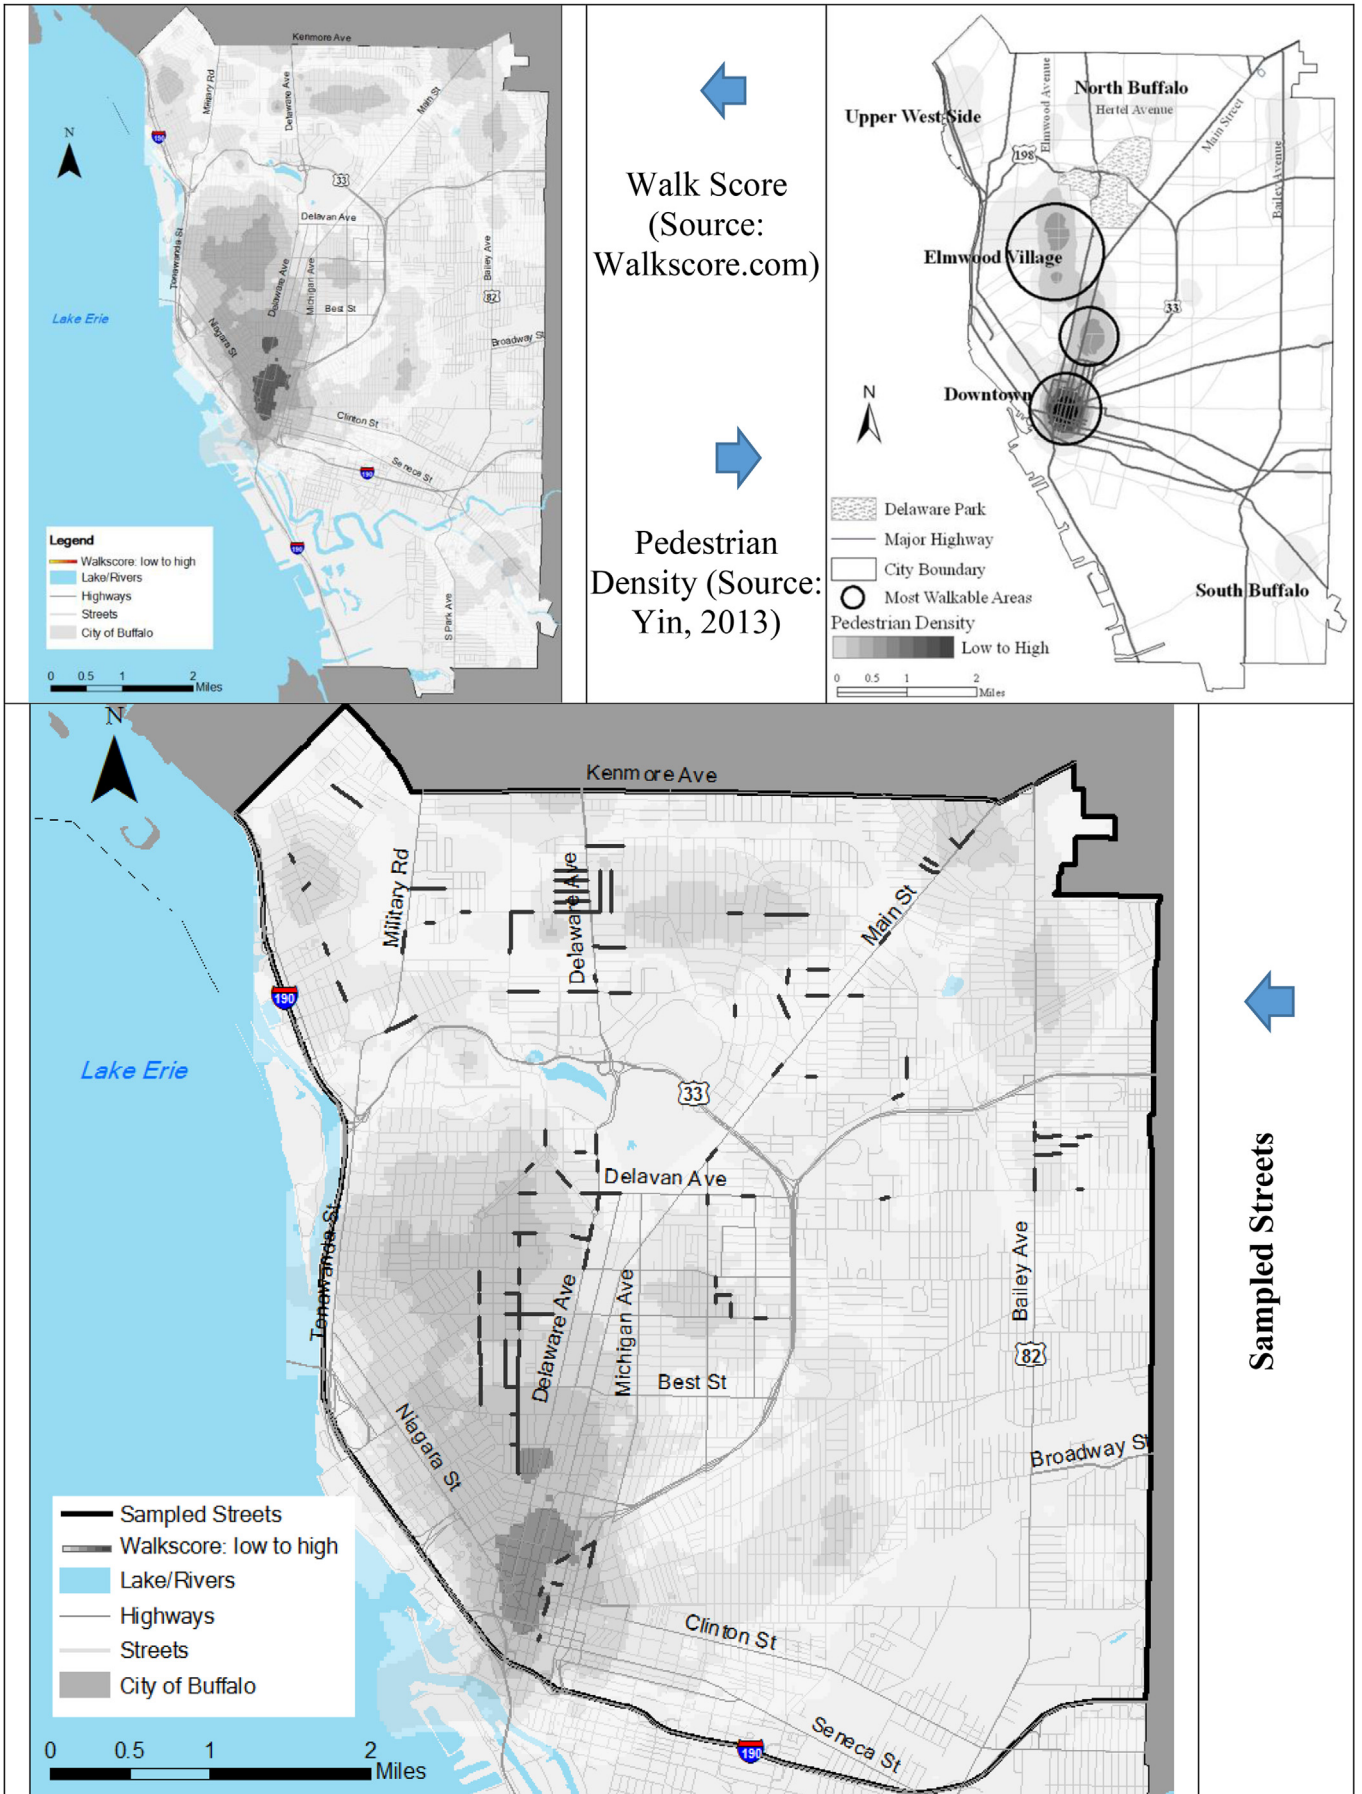 Kenmore Ave
Military Rd
Delaware Ave
Main St
N
190
33
Delavan Ave
Tonawanda St
Delaware Ave
Michigan Ave
Bailey Ave
82
Best St
Lake Erie
Niagara St
Broadway St
Clinton St
Seneca St
190
190
S Park Ave
Legend
Walkscore: low to high
Lake/Rivers
Highways
Streets
City of Buffalo
0 0.5 1 2
Miles
Walk Score
(Source:
Walkscore.com)
Pedestrian
Density (Source:
Yin, 2013)
North Buffalo
Hertel Avenue
Upper West Side
Elmwood Avenue
Main Street
198
Bailey Avenue
Elmwood Village
33
Downtown
N
Delaware Park
Major Highway
City Boundary
Most Walkable Areas
Pedestrian Density
Low to High
South Buffalo
0 0.5 1 2
Miles
N
Kenmore Ave
Military Rd
Delaware Ave
Main St
190
Lake Erie
33
Delavan Ave
Tonawanda St
Delaware Ave
Michigan Ave
Bailey Ave
82
Best St
Niagara St
Broadway St
Clinton St
Seneca St
190
Sampled Streets
Walkscore: low to high
Lake/Rivers
Highways
Streets
City of Buffalo
0 0.5 1 2
Miles
Sampled Streets